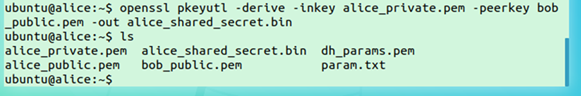 ubuntu@alice:~$ openssl pkeyutl -derive -inkey alice_private.pem -peerkey bob
_public.pem -out alice_shared_secret.bin
ubuntu@alice:~$ ls
alice_private.pem  alice_shared_secret.bin  dh_params.pem
alice_public.pem   bob_public.pem           param.txt
ubuntu@alice:~$